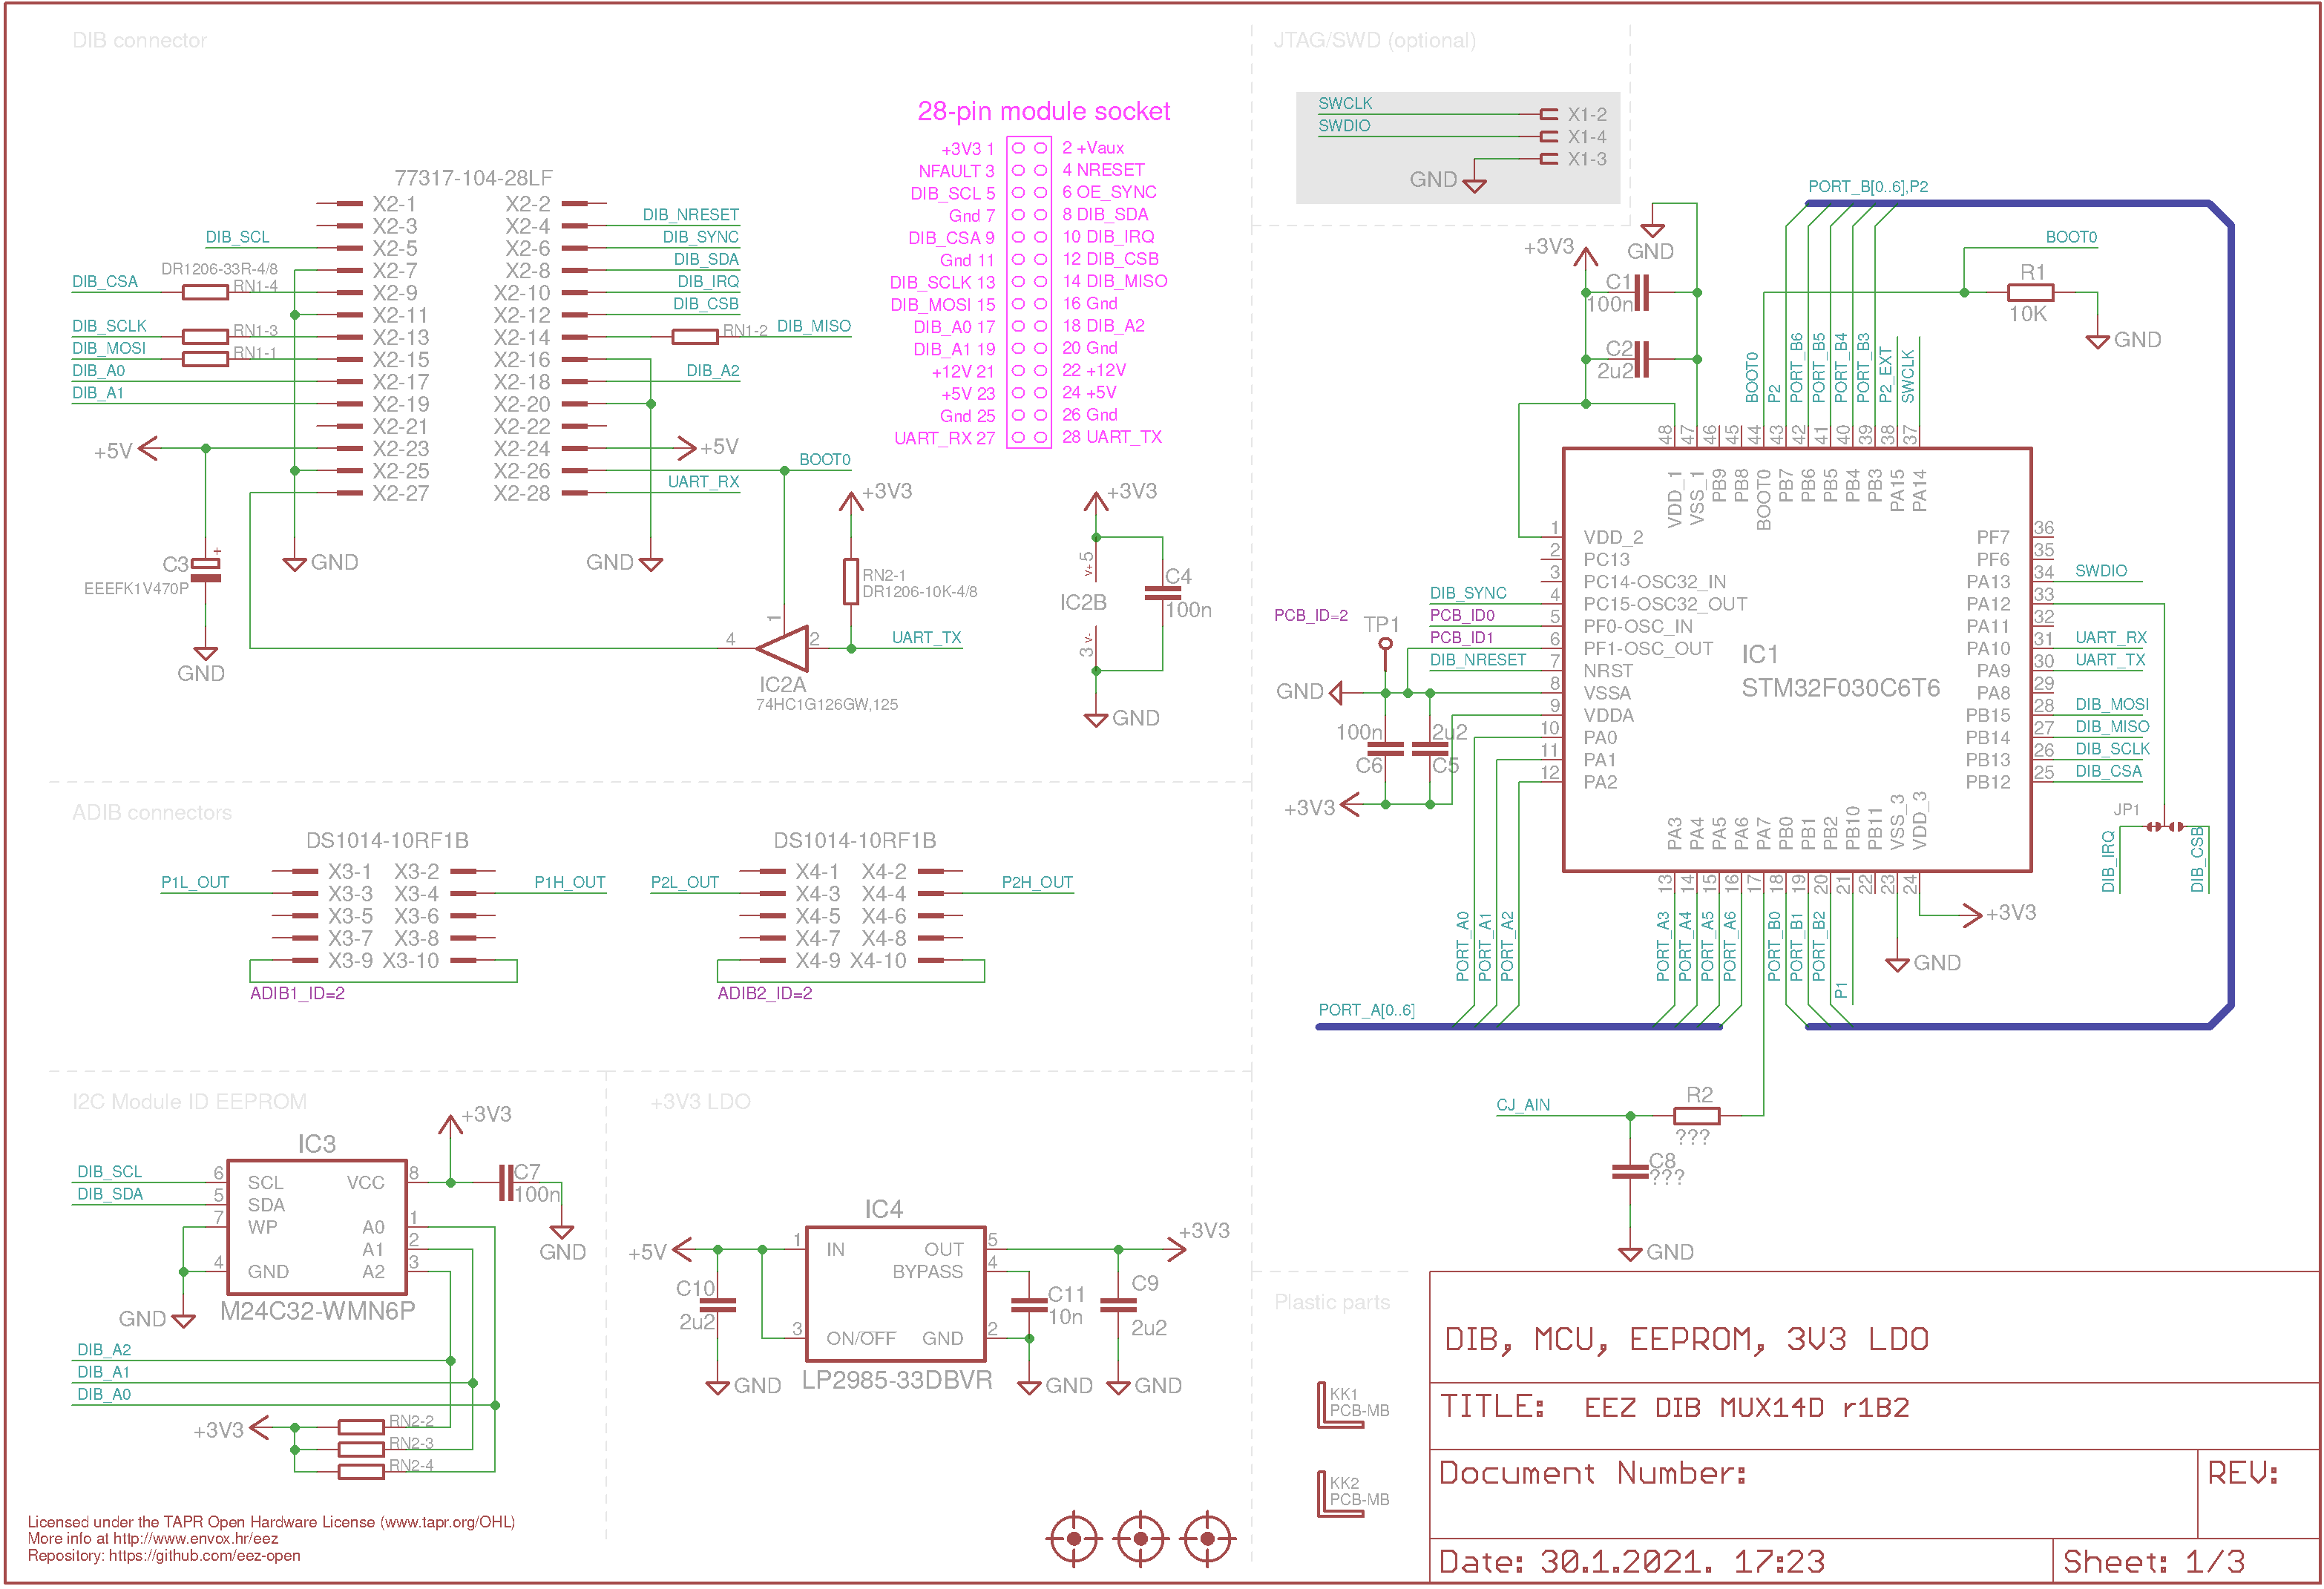 DIB connector
77317-104-28LF
X2-1 X2-2
X2-3 X2-4 DIB_NRESET
DIB_SCL X2-5 X2-6 DIB_SYNC
DR1206-33R-4/8 X2-7 X2-8 DIB_SDA
DIB_CSA RN1-4 X2-9 X2-10 DIB_IRQ
X2-11 X2-12 DIB_CSB
DIB_SCLK RN1-3 X2-13 X2-14 RN1-2 DIB_MISO
DIB_MOSI RN1-1 X2-15 X2-16
DIB_A0 X2-17 X2-18 DIB_A2
DIB_A1 X2-19 X2-20
X2-21 X2-22
+5V X2-23 X2-24 +5V
X2-25 X2-26 BOOT0
X2-27 X2-28 UART_RX
+
C3
EEEFK1V470P
GND
GND
GND
+3V3
RN2-1
DR1206-10K-4/8
4 1 2 UART_TX
IC2A
74HC1G126GW,125
+3V3
V+ 5
IC2B
3 V-
C4
100n
GND
28-pin module socket
+3V3 1 2 +Vaux
NFAULT 3 4 NRESET
DIB_SCL 5 6 OE_SYNC
Gnd 7 8 DIB_SDA
DIB_CSA 9 10 DIB_IRQ
Gnd 11 12 DIB_CSB
DIB_SCLK 13 14 DIB_MISO
DIB_MOSI 15 16 Gnd
DIB_A0 17 18 DIB_A2
DIB_A1 19 20 Gnd
+12V 21 22 +12V
+5V 23 24 +5V
Gnd 25 26 Gnd
UART_RX 27 28 UART_TX
JTAG/SWD (optional)
SWCLK X1-2
SWDIO X1-4
X1-3
GND
PORT_B[0..6],P2
+3V3
GND
C1
100n
C2
2u2
BOOT0
R1
10K
GND
BOOT0
P2
PORT_B6
PORT_B5
PORT_B4
PORT_B3
P2_EXT
SWCLK
48 47 46 45 44 43 42 41 40 39 38 37
VDD_1 VSS_1 PB9 PB8 BOOT0 PB7 PB6 PB5 PB4 PB3 PA15 PA14
1 VDD_2
2 PC13
3 PC14-OSC32_IN
DIB_SYNC 4 PC15-OSC32_OUT
PCB_ID=2 PCB_ID0 5 PF0-OSC_IN
TP1 PCB_ID1 6 PF1-OSC_OUT
DIB_NRESET 7 NRST
GND 8 VSSA
9 VDDA
10 PA0
11 PA1
12 PA2
100n 2u2
C6 C5
+3V3
IC1
STM32F030C6T6
PF7 36
PF6 35
PA13 34 SWDIO
PA12 33
PA11 32
PA10 31 UART_RX
PA9 30 UART_TX
PA8 29
PB15 28 DIB_MOSI
PB14 27 DIB_MISO
PB13 26 DIB_SCLK
PB12 25 DIB_CSA
JP1
DIB_IRQ
DIB_CSB
PA3 PA4 PA5 PA6 PA7 PB0 PB1 PB2 PB10 PB11 VSS_3 VDD_3
13 14 15 16 17 18 19 20 21 22 23 24
PORT_A0
PORT_A1
PORT_A2
PORT_A3
PORT_A4
PORT_A5
PORT_A6
PORT_B0
PORT_B1
PORT_B2
P1
+3V3
GND
PORT_A[0..6]
CJ_AIN
R2
???
C8
???
GND
ADIB connectors
DS1014-10RF1B
X3-1 X3-2
P1L_OUT X3-3 X3-4 P1H_OUT
X3-5 X3-6
X3-7 X3-8
X3-9 X3-10
ADIB1_ID=2
DS1014-10RF1B
X4-1 X4-2
P2L_OUT X4-3 X4-4 P2H_OUT
X4-5 X4-6
X4-7 X4-8
X4-9 X4-10
ADIB2_ID=2
I2C Module ID EEPROM
+3V3
IC3
DIB_SCL 6 SCL VCC 8
DIB_SDA 5 SDA
7 WP A0 1
A1 2
4 GND A2 3
C7
100n
GND
GND
M24C32-WMN6P
DIB_A2
DIB_A1
DIB_A0
+3V3
RN2-2
RN2-3
RN2-4
+3V3 LDO
IC4
+5V 1 IN OUT 5 +3V3
BYPASS 4
3 ON/OFF GND 2
C10
2u2
C11
10n
C9
2u2
GND
LP2985-33DBVR
GND
GND
Plastic parts
KK1
PCB-MB
KK2
PCB-MB
DIB, MCU, EEPROM, 3V3 LDO
TITLE: EEZ DIB MUX14D r1B2
Document Number:
REV:
Date: 30.1.2021. 17:23
Sheet: 1/3
Licensed under the TAPR Open Hardware License (www.tapr.org/OHL)
More info at http://www.envox.hr/eez
Repository: https://github.com/eez-open